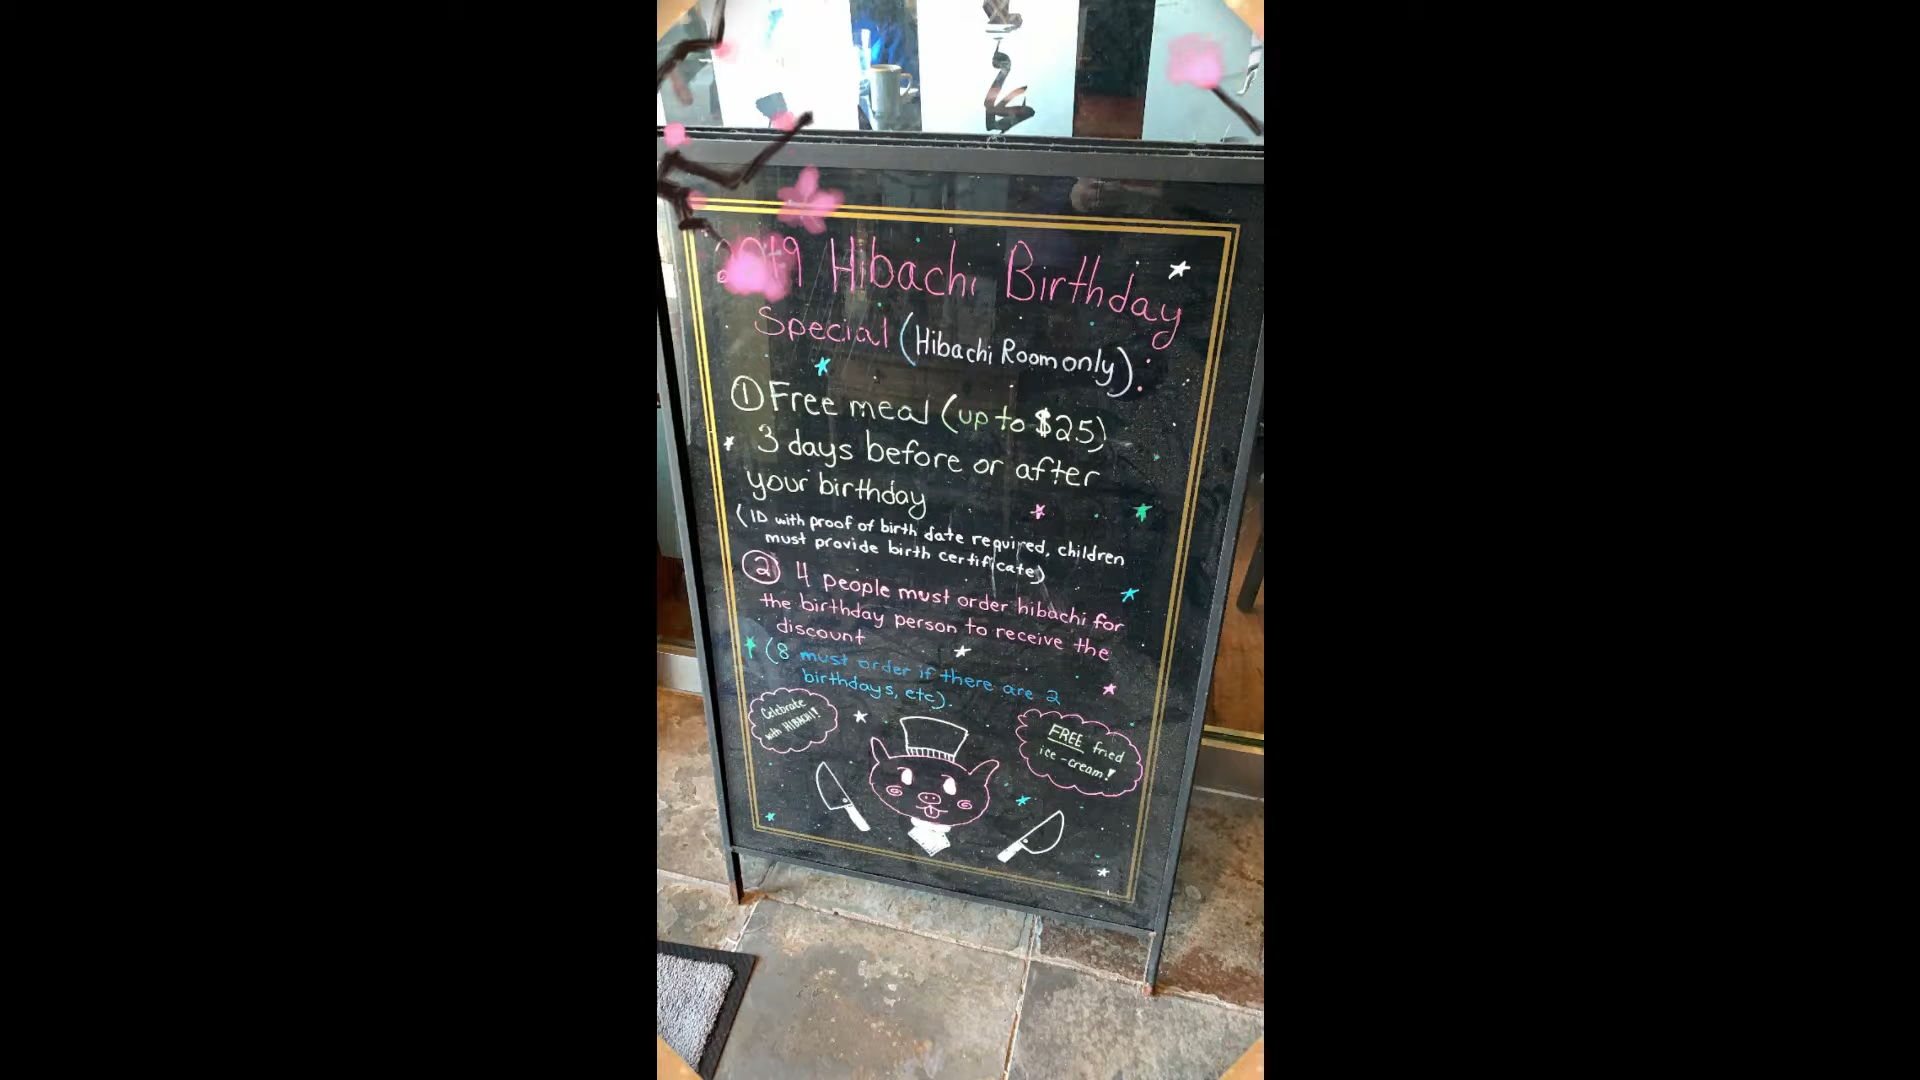 2019 Hibachi Birthday
Special (Hibachi Room only):
① Free meal (up to $25)
3 days before or after
your birthday
(ID with proof of birth date required, children
must provide birth certificate)
② 4 people must order hibachi for
the birthday person to receive the
discount
(8 must order if there are 2
birthdays, etc).
Celebrate
with HIBACHI!
FREE fried
ice-cream!